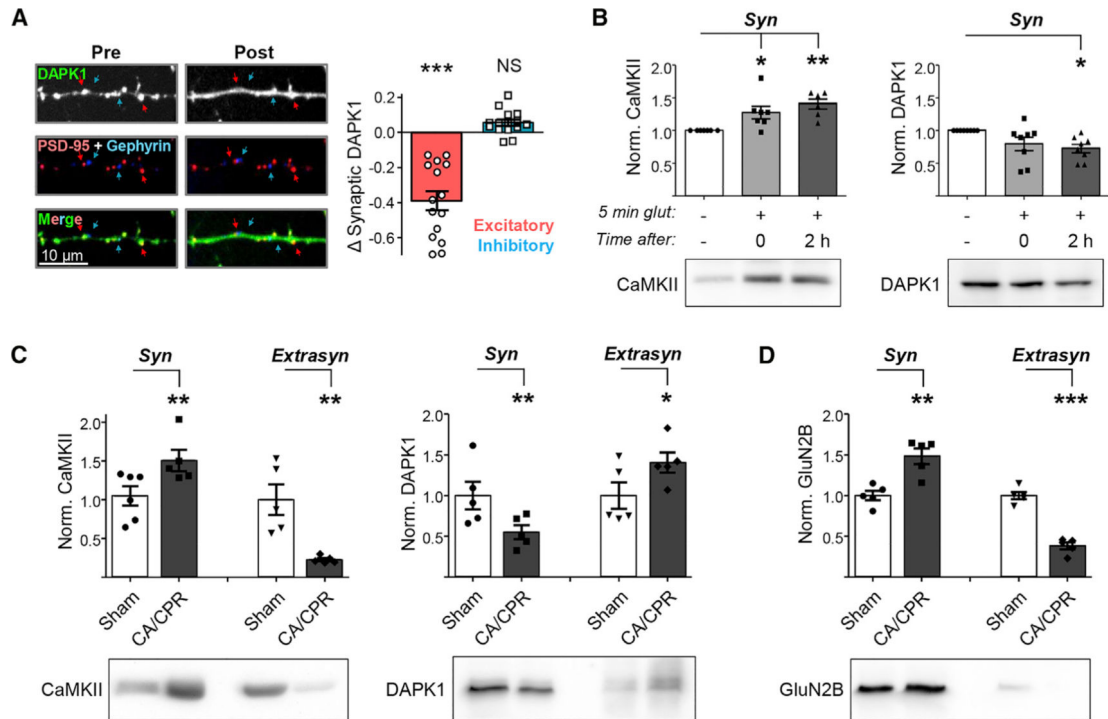 A
Pre Post
DAPK1
PSD-95 + Gephyrin
Merge
10 μm
*** NS
Δ Synaptic DAPK1
0.2
0.0
-0.2
-0.4
-0.6
Excitatory
Inhibitory
B
Syn
* **
Norm. CaMKII
2.0
1.5
1.0
0.5
5 min glut: - + +
Time after: - 0 2 h
CaMKII
Syn
*
Norm. DAPK1
2.0
1.5
1.0
0.5
- + +
- 0 2 h
DAPK1
C
Syn Extrasyn
** **
Norm. CaMKII
2.0
1.5
1.0
0.5
Sham CA/CPR Sham CA/CPR
CaMKII
Syn Extrasyn
** *
Norm. DAPK1
2.0
1.5
1.0
0.5
Sham CA/CPR Sham CA/CPR
DAPK1
D
Syn Extrasyn
** ***
Norm. GluN2B
2.0
1.5
1.0
0.5
Sham CA/CPR Sham CA/CPR
GluN2B